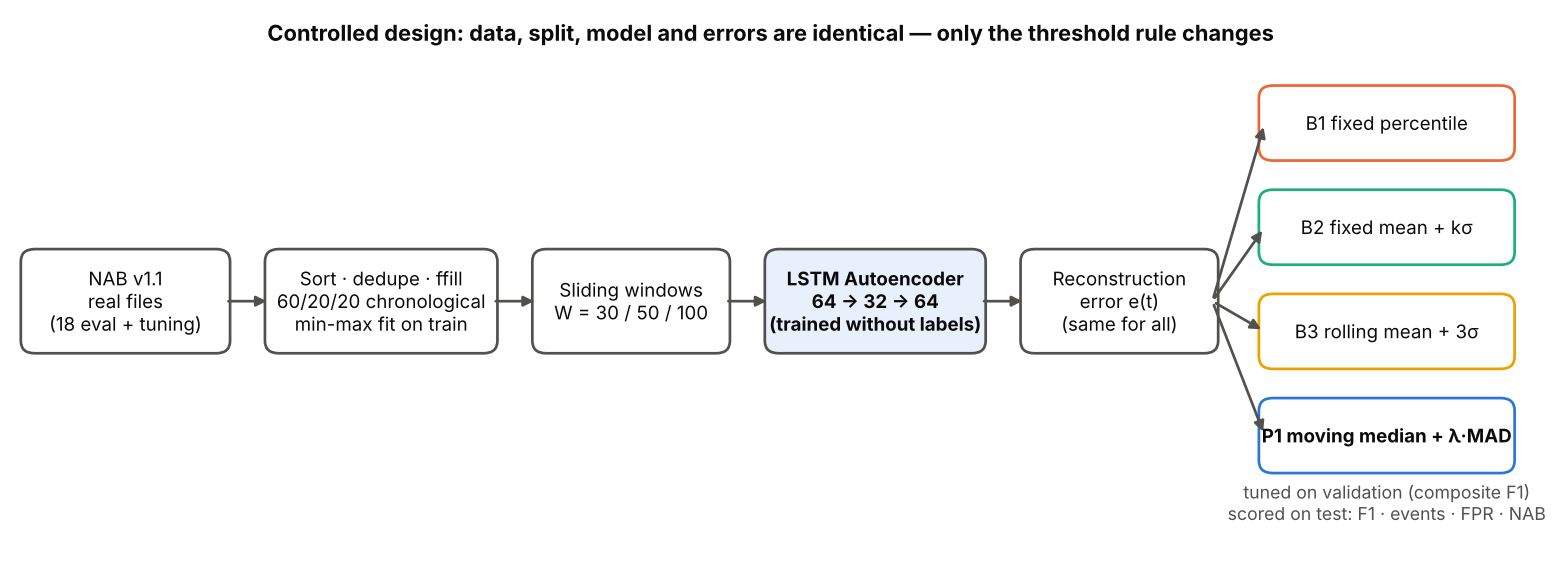 Controlled design: data, split, model and errors are identical — only the threshold rule changes
NAB v1.1
real files
(18 eval + tuning)
Sort · dedupe · ffill
60/20/20 chronological
min-max fit on train
Sliding windows
W = 30 / 50 / 100
LSTM Autoencoder
64 → 32 → 64
(trained without labels)
Reconstruction
error e(t)
(same for all)
B1 fixed percentile
B2 fixed mean + kσ
B3 rolling mean + 3σ
P1 moving median + λ·MAD
tuned on validation (composite F1)
scored on test: F1 · events · FPR · NAB